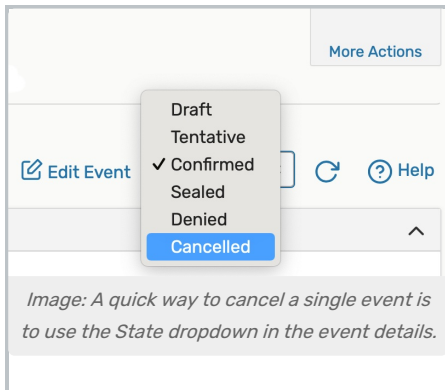 More Actions
Draft
Tentative
Confirmed
Sealed
Denied
Cancelled
Edit Event
Help
Image: A quick way to cancel a single event is
to use the State dropdown in the event details.